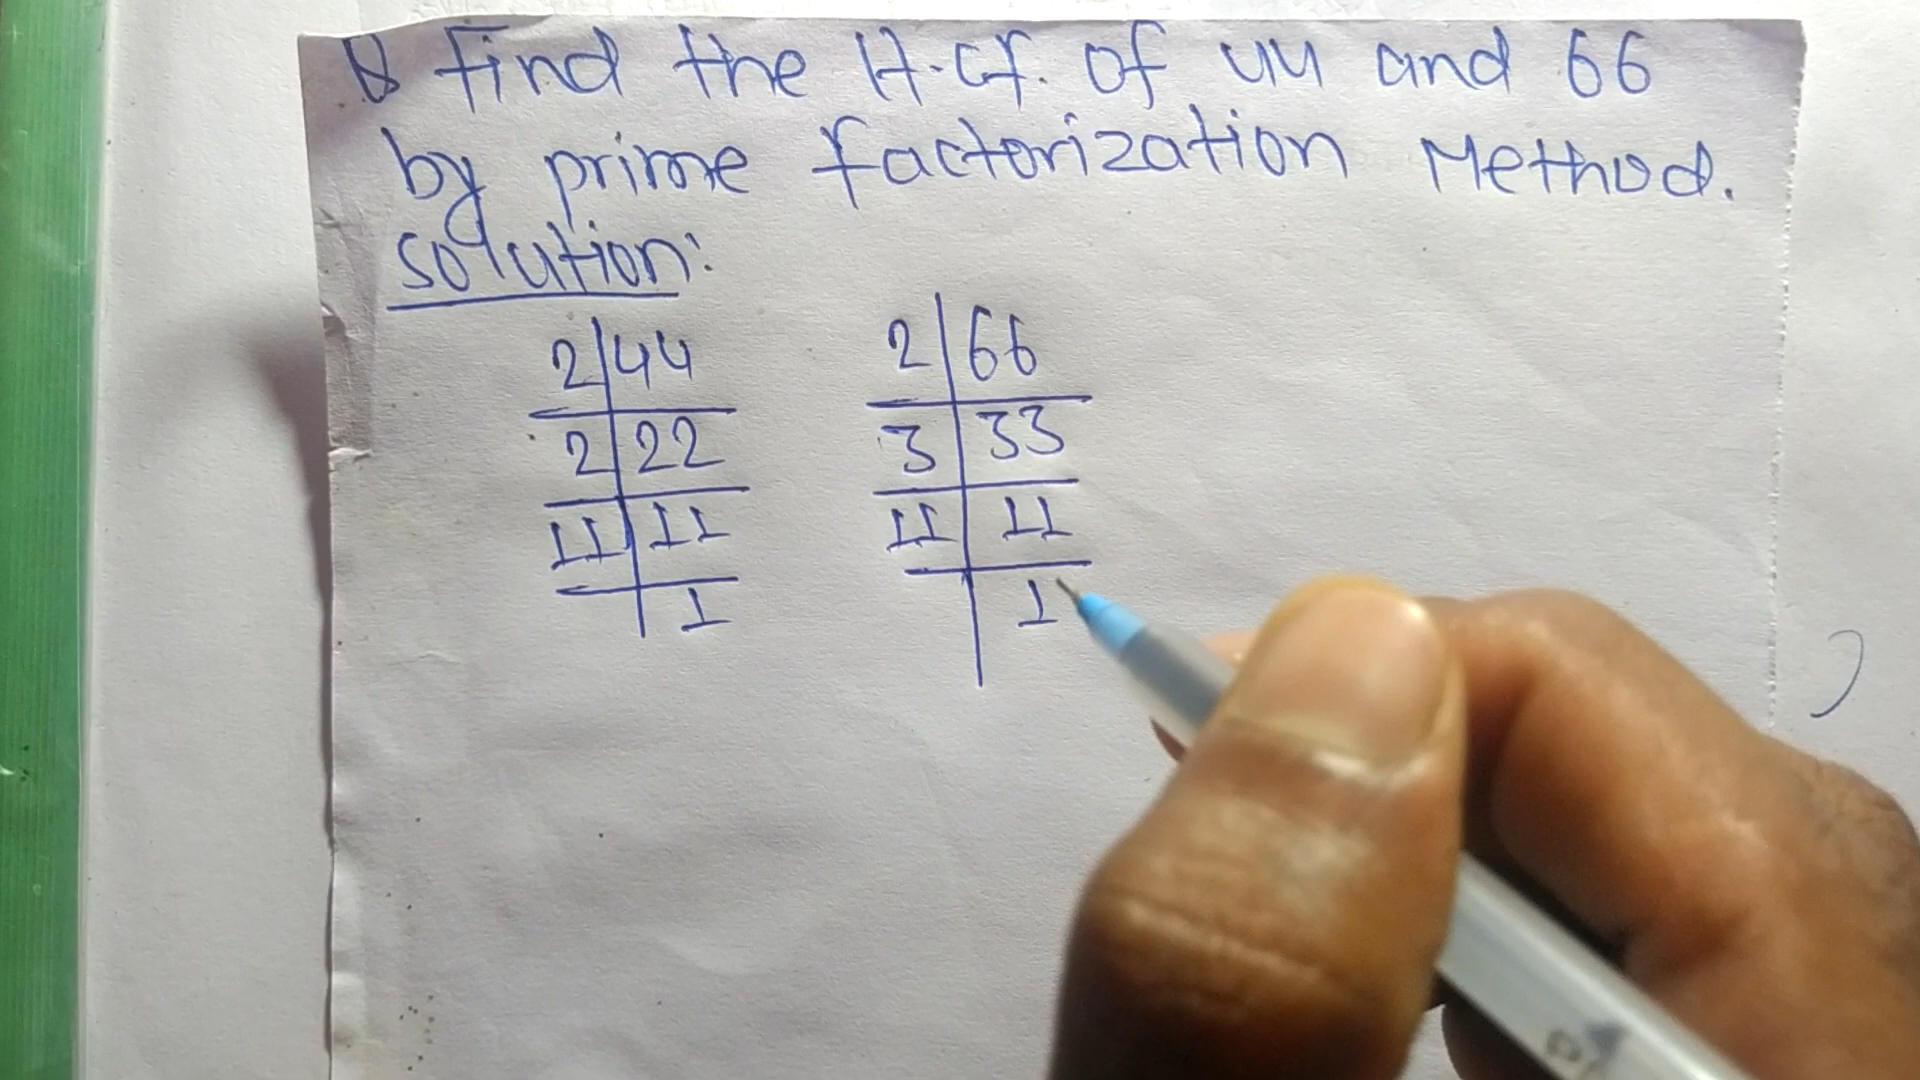 Q Find the H.C.F. Of 44 and 66
by prime factorization Method.
solution:
2 44
2 22
11 11
1
2 66
3 33
11 11
1